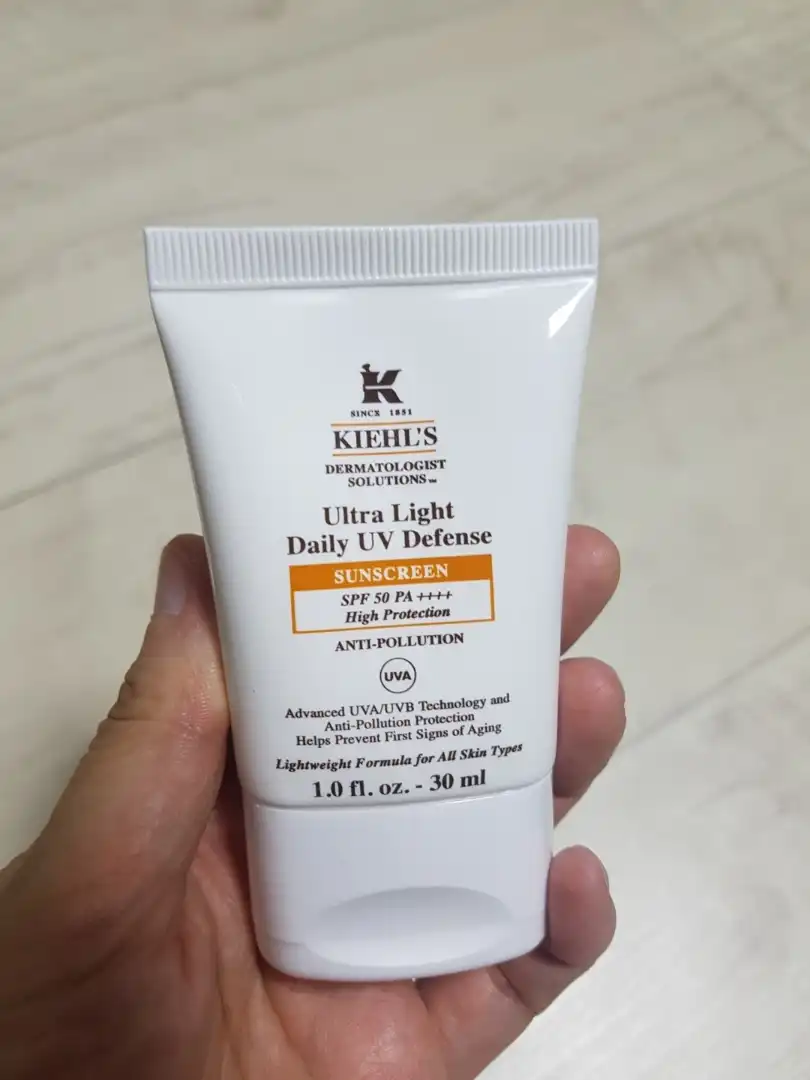 K
SINCE 1851
KIEHL'S
DERMATOLOGIST
SOLUTIONS™
Ultra Light
Daily UV Defense
SUNSCREEN
SPF 50 PA ++++
High Protection
ANTI-POLLUTION
UVA
Advanced UVA/UVB Technology and
Anti-Pollution Protection
Helps Prevent First Signs of Aging
Lightweight Formula for All Skin Types
1.0 fl. oz. - 30 ml